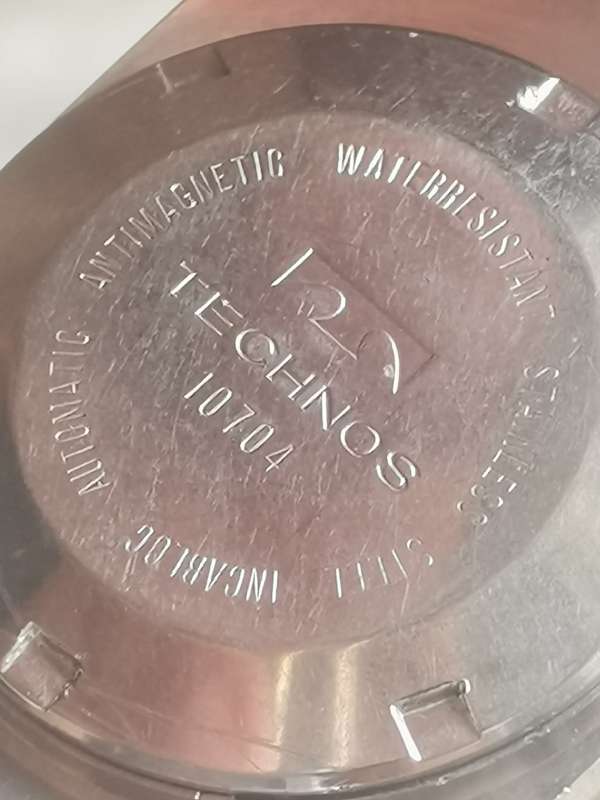 WATERRESISTANT STAINLESS STEEL INCABLOC AUTOMATIC ANTIMAGNETIC
TECHNOS
10704